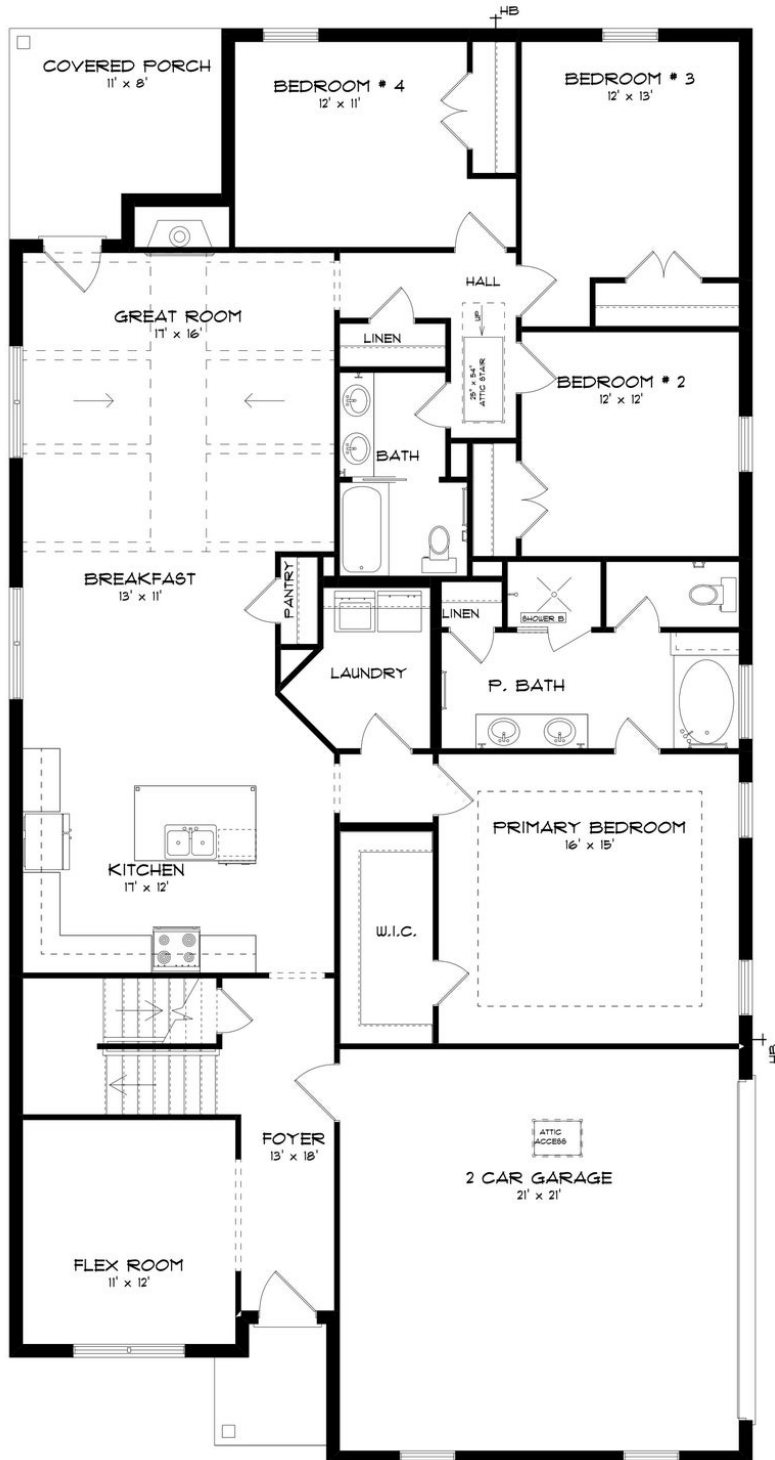 HB
COVERED PORCH
11' x 8'
BEDROOM # 4
12' x 11'
BEDROOM # 3
12' x 13'
HALL
GREAT ROOM
17' x 16'
LINEN
UP
25" x 54"
ATTIC STAIR
BEDROOM # 2
12' x 12'
BATH
BREAKFAST
13' x 11'
PANTRY
LINEN
SHOWER B
LAUNDRY
P. BATH
PRIMARY BEDROOM
16' x 15'
KITCHEN
17' x 12'
W.I.C.
HB
FOYER
13' x 18'
ATTIC
ACCESS
2 CAR GARAGE
21' x 21'
FLEX ROOM
11' x 12'